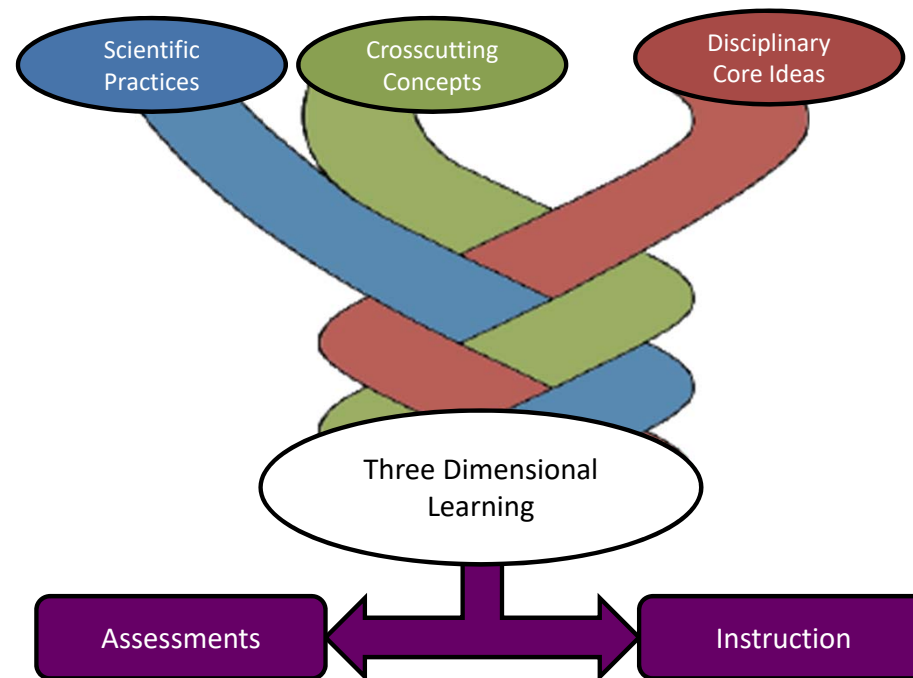 Scientific
Practices
Crosscutting
Concepts
Disciplinary
Core Ideas
Three Dimensional
Learning
Assessments
Instruction